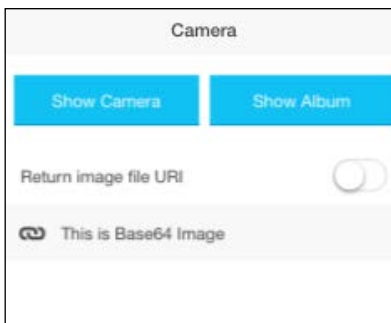 Camera
Show Camera Show Album
Return image file URI
This is Base64 Image